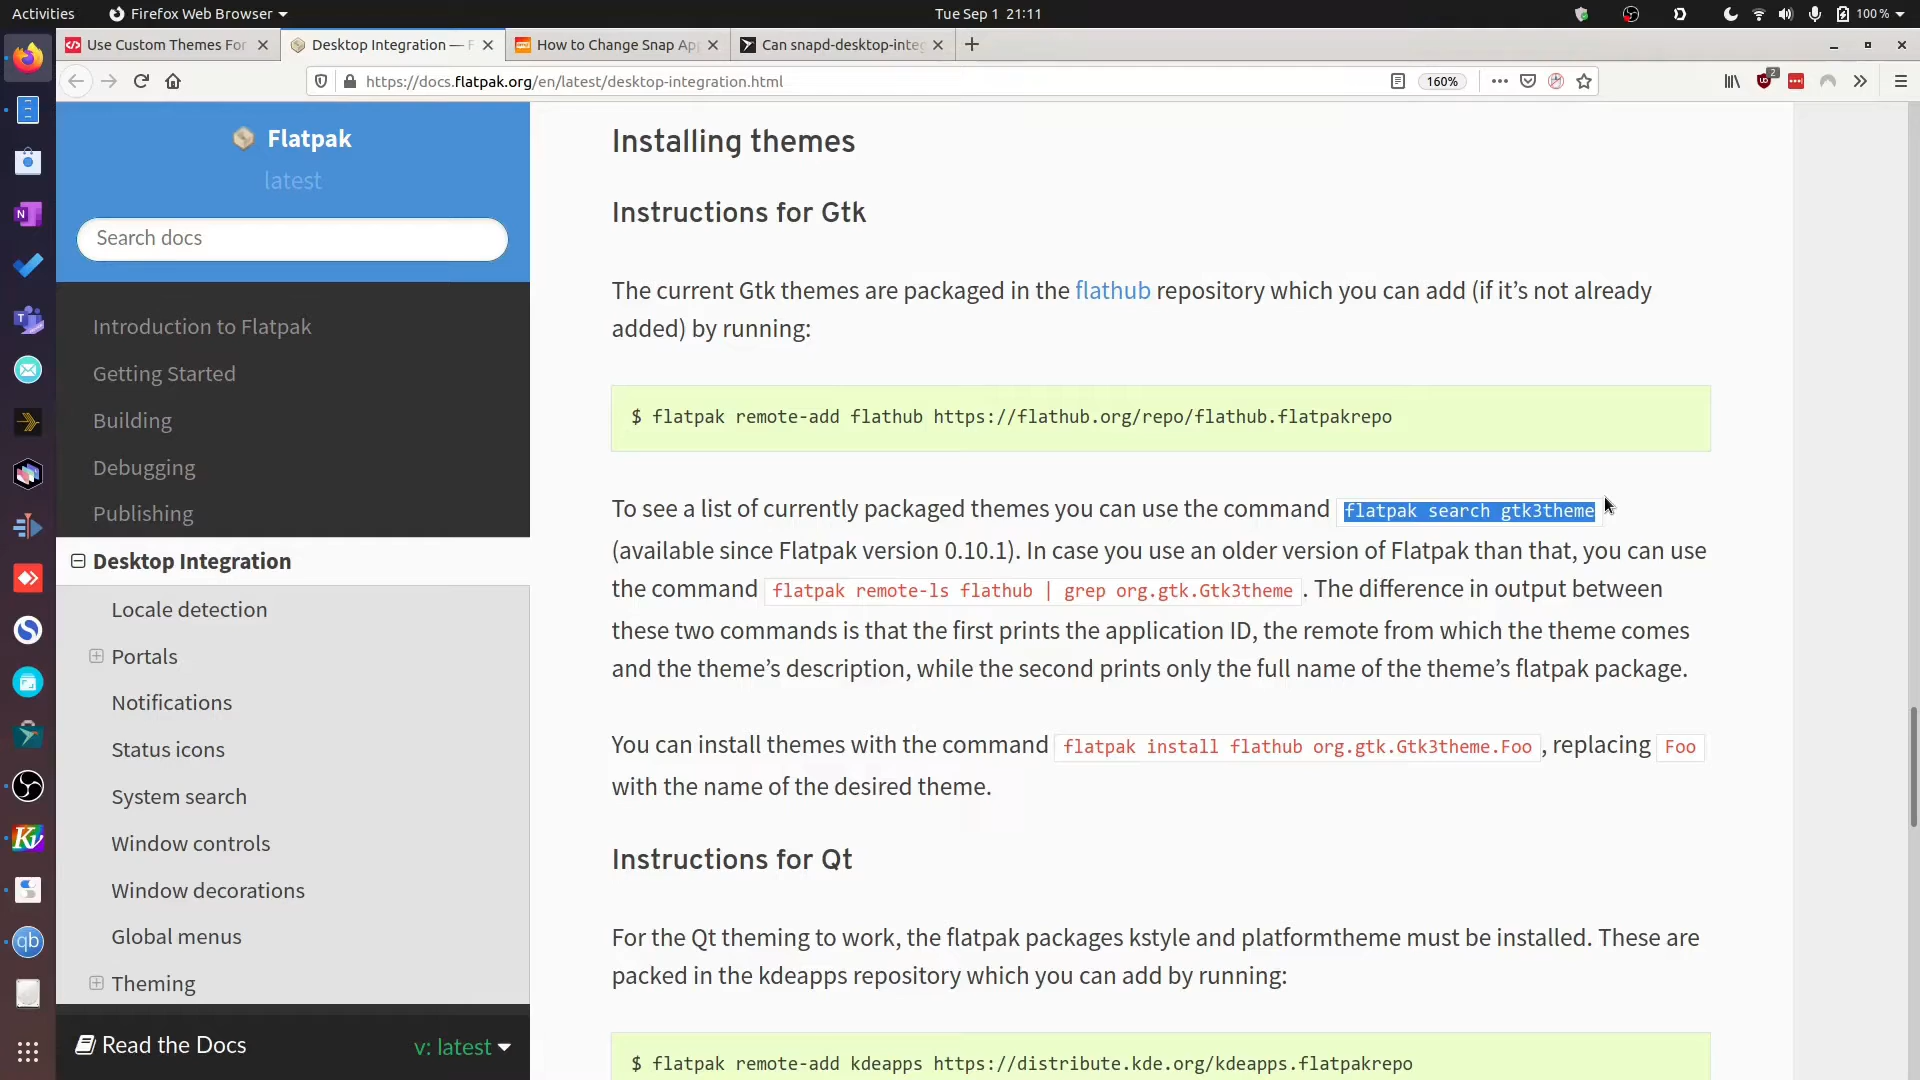 Activities
Firefox Web Browser
Tue Sep 1 21:11
100 %
Use Custom Themes For
Desktop Integration — F
How to Change Snap Ap
Can snapd-desktop-inte
https://docs.flatpak.org/en/latest/desktop-integration.html
160%
2
Flatpak
latest
Search docs
Introduction to Flatpak
Getting Started
Building
Debugging
Publishing
Desktop Integration
Locale detection
Portals
Notifications
Status icons
System search
Window controls
Window decorations
Global menus
Theming
Read the Docs
v: latest
Installing themes
Instructions for Gtk
The current Gtk themes are packaged in the flathub repository which you can add (if it’s not already
added) by running:
$ flatpak remote-add flathub https://flathub.org/repo/flathub.flatpakrepo
To see a list of currently packaged themes you can use the command flatpak search gtk3theme
(available since Flatpak version 0.10.1). In case you use an older version of Flatpak than that, you can use
the command flatpak remote-ls flathub | grep org.gtk.Gtk3theme . The difference in output between
these two commands is that the first prints the application ID, the remote from which the theme comes
and the theme’s description, while the second prints only the full name of the theme’s flatpak package.
You can install themes with the command flatpak install flathub org.gtk.Gtk3theme.Foo , replacing Foo
with the name of the desired theme.
Instructions for Qt
For the Qt theming to work, the flatpak packages kstyle and platformtheme must be installed. These are
packed in the kdeapps repository which you can add by running:
$ flatpak remote-add kdeapps https://distribute.kde.org/kdeapps.flatpakrepo